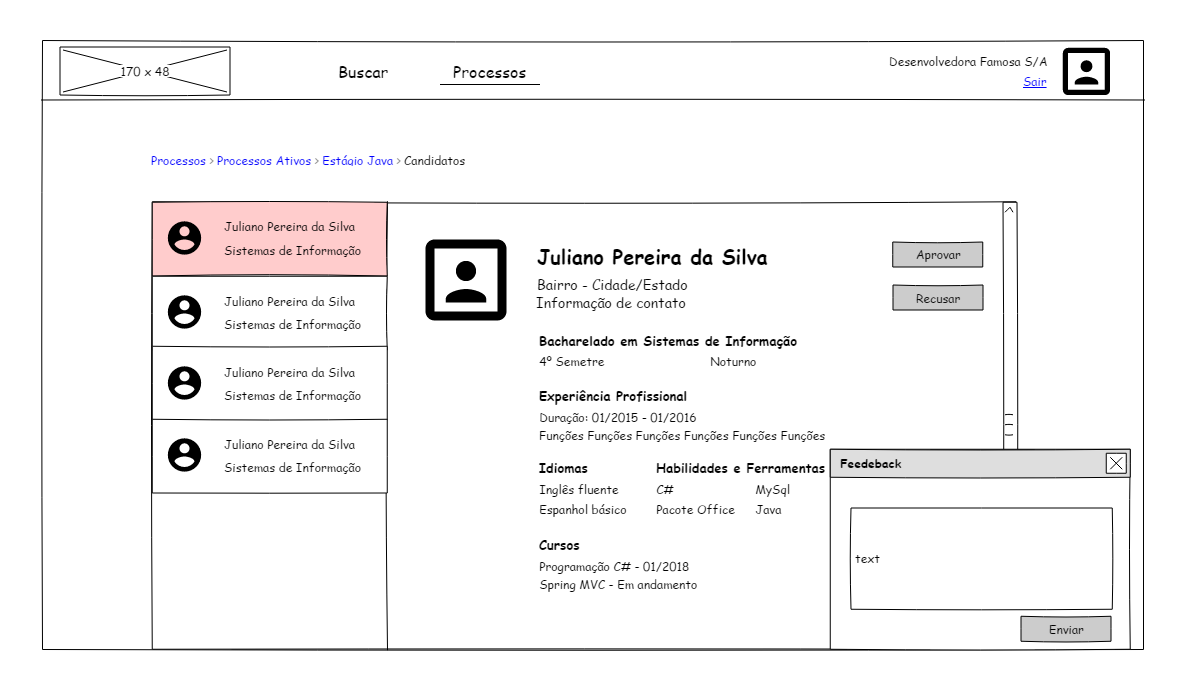 170 x 48
Buscar
Processos
Desenvolvedora Famosa S/A
Sair
Processos > Processos Ativos > Estágio Java > Candidatos
Juliano Pereira da Silva
Sistemas de Informação
Juliano Pereira da Silva
Sistemas de Informação
Juliano Pereira da Silva
Sistemas de Informação
Juliano Pereira da Silva
Sistemas de Informação
Juliano Pereira da Silva
Bairro - Cidade/Estado
Informação de contato
Aprovar
Recusar
Bacharelado em Sistemas de Informação
4º Semetre Noturno
Experiência Profissional
Duração: 01/2015 - 01/2016
Funções Funções Funções Funções Funções Funções
Idiomas
Inglês fluente
Espanhol básico
Habilidades e Ferramentas
C# MySql
Pacote Office Java
Cursos
Programação C# - 01/2018
Spring MVC - Em andamento
Feedeback
text
Enviar